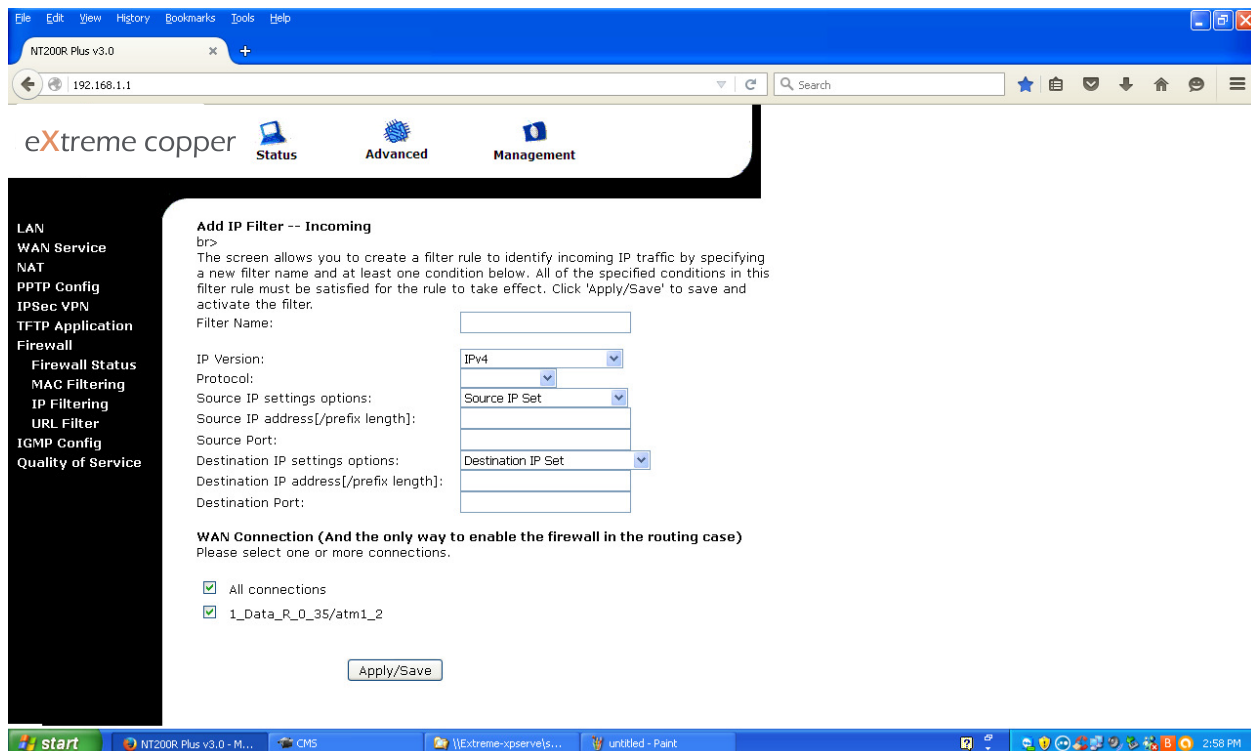 File Edit View History Bookmarks Tools Help
NT200R Plus v3.0
192.168.1.1
Search
eXtreme copper
Status
Advanced
Management
LAN
WAN Service
NAT
PPTP Config
IPSec VPN
TFTP Application
Firewall
Firewall Status
MAC Filtering
IP Filtering
URL Filter
IGMP Config
Quality of Service
Add IP Filter -- Incoming
br>
The screen allows you to create a filter rule to identify incoming IP traffic by specifying
a new filter name and at least one condition below. All of the specified conditions in this
filter rule must be satisfied for the rule to take effect. Click 'Apply/Save' to save and
activate the filter.
Filter Name:
IP Version: IPv4
Protocol:
Source IP settings options: Source IP Set
Source IP address[/prefix length]:
Source Port:
Destination IP settings options: Destination IP Set
Destination IP address[/prefix length]:
Destination Port:
WAN Connection (And the only way to enable the firewall in the routing case)
Please select one or more connections.
All connections
1_Data_R_0_35/atm1_2
Apply/Save
start NT200R Plus v3.0 - M... CMS \\Extreme-xpserve\s... untitled - Paint 2:58 PM